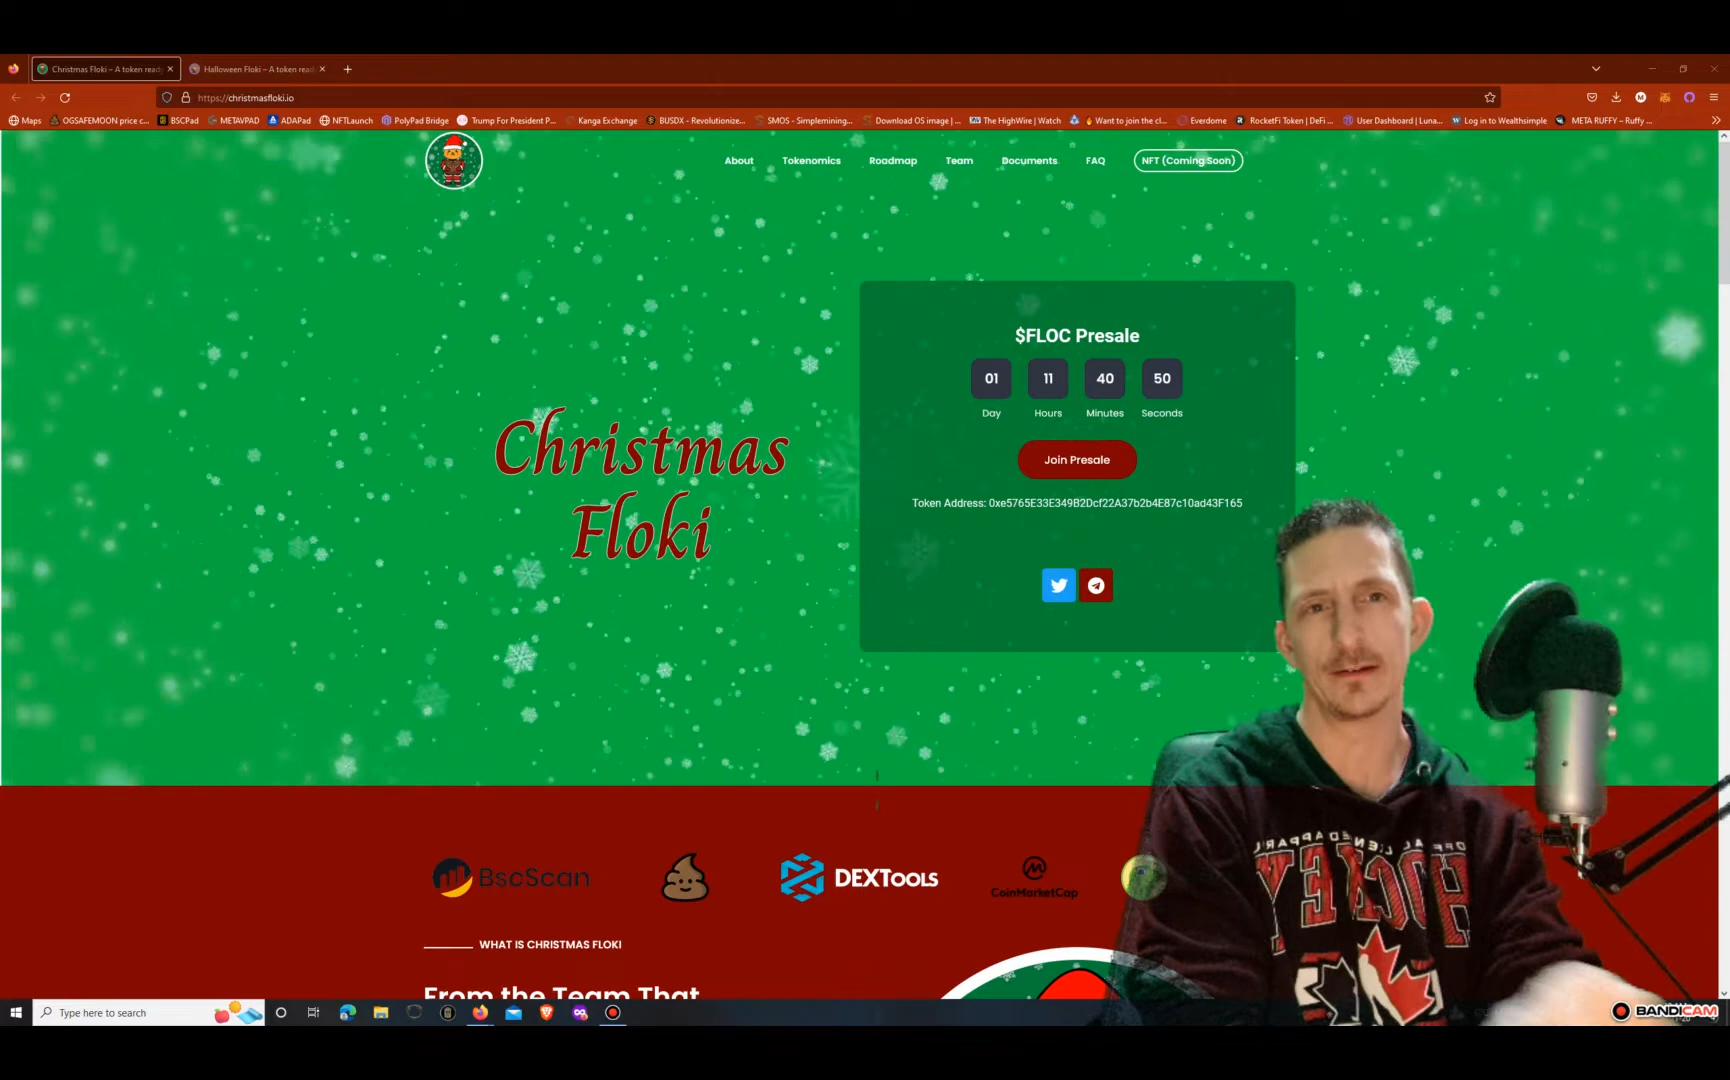 Christmas Floki – A token read
Halloween Floki – A token read
https://christmasfloki.io
Maps
OGSAFEMOON price c...
BSCPad
METAVPAD
ADAPad
NFTLaunch
PolyPad Bridge
Trump For President P...
Kanga Exchange
BUSDX - Revolutionize...
SMOS - Simplemining...
Download OS image | ...
The HighWire | Watch
Want to join the cl...
Everdome
RocketFi Token | DeFi ...
User Dashboard | Luna...
Log in to Wealthsimple
META RUFFY – Ruffy ...
About
Tokenomics
Roadmap
Team
Documents
FAQ
NFT (Coming Soon)
$FLOC Presale
01 11 40 50
Day Hours Minutes Seconds
Join Presale
Token Address: 0xe5765E33E349B2Dcf22A37b2b4E87c10ad43F165
Christmas
Floki
BscScan
DEXTools
CoinMarketCap
WHAT IS CHRISTMAS FLOKI
From the Team That
HOCKEY
Type here to search
BANDICAM